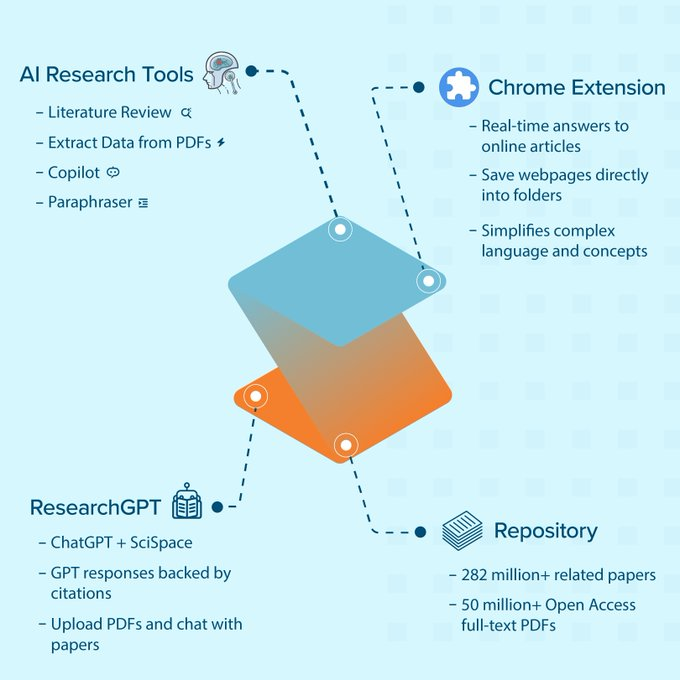 AI Research Tools
– Literature Review
– Extract Data from PDFs
– Copilot
– Paraphraser
Chrome Extension
– Real-time answers to
online articles
– Save webpages directly
into folders
– Simplifies complex
language and concepts
ResearchGPT
– ChatGPT + SciSpace
– GPT responses backed by
citations
– Upload PDFs and chat with
papers
Repository
– 282 million+ related papers
– 50 million+ Open Access
full-text PDFs